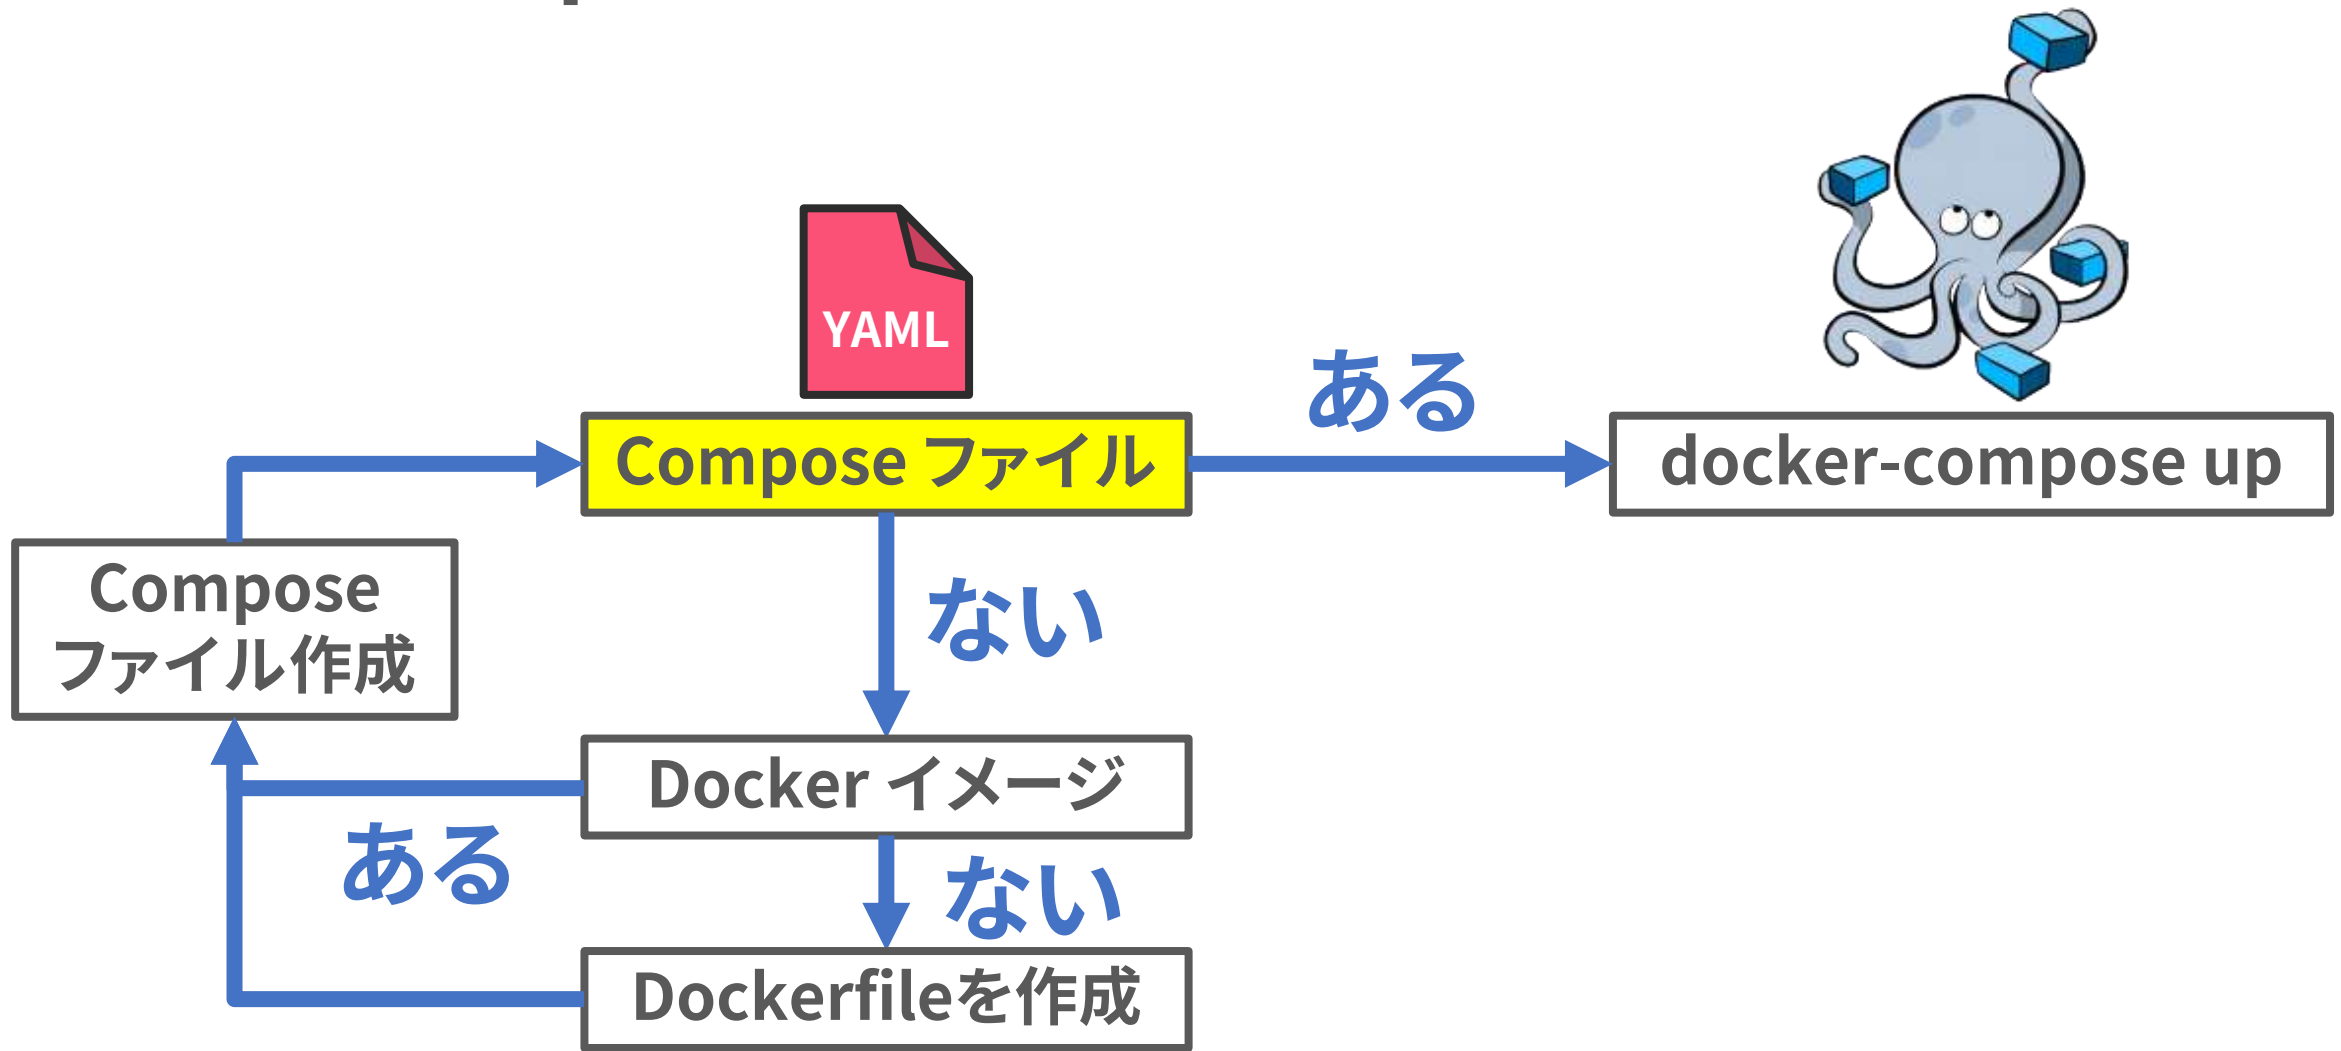 YAML
ある
Compose ファイル
docker-compose up
ない
Compose
ファイル作成
Docker イメージ
ある
ない
Dockerfileを作成